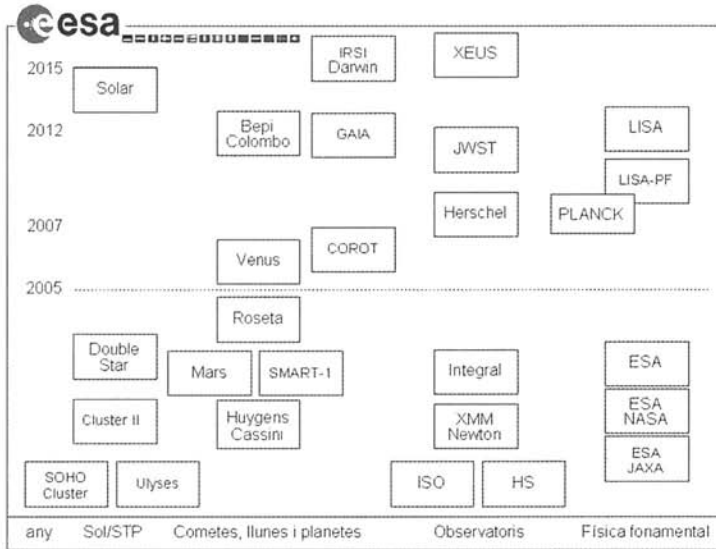 esa
IRSI
Darwin
XEUS
2015
Solar
2012
Bepi
Colombo
GAIA
JWST
LISA
LISA-PF
Herschel
PLANCK
2007
COROT
Venus
2005
Roseta
Double
Star
Mars
SMART-1
Integral
ESA
Cluster II
Huygens
Cassini
XMM
Newton
ESA
NASA
ESA
JAXA
SOHO
Cluster
Ulyses
ISO
HS
any Sol/STP Cometes, llunes i planetes Observatoris Física fonamental